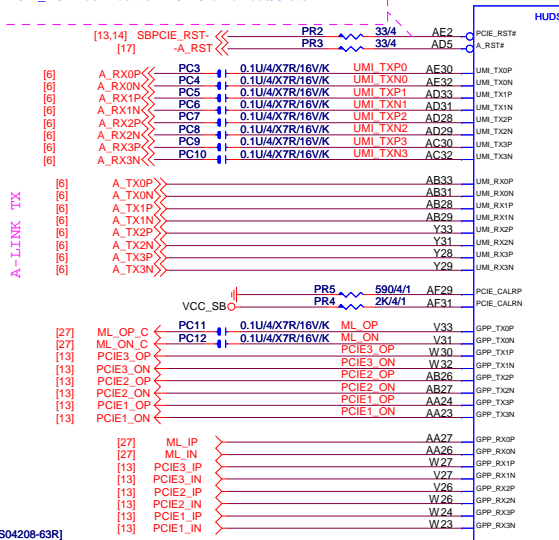 HUDS
[13,14] SBPCIE_RST- PR2 33/4 AE2 PCIE_RST#
[17] -A_RST PR3 33/4 AD5 A_RST#
[6] A_RX0P PC3 0.1U/4/X7R/16V/K UMI_TXP0 AE30 UMI_TX0P
[6] A_RX0N PC4 0.1U/4/X7R/16V/K UMI_TXN0 AE32 UMI_TX0N
[6] A_RX1P PC5 0.1U/4/X7R/16V/K UMI_TXP1 AD33 UMI_TX1P
[6] A_RX1N PC6 0.1U/4/X7R/16V/K UMI_TXN1 AD31 UMI_TX1N
[6] A_RX2P PC7 0.1U/4/X7R/16V/K UMI_TXP2 AD28 UMI_TX2P
[6] A_RX2N PC8 0.1U/4/X7R/16V/K UMI_TXN2 AD29 UMI_TX2N
[6] A_RX3P PC9 0.1U/4/X7R/16V/K UMI_TXP3 AC30 UMI_TX3P
[6] A_RX3N PC10 0.1U/4/X7R/16V/K UMI_TXN3 AC32 UMI_TX3N
A-LINK TX
[6] A_TX0P AB33 UMI_RX0P
[6] A_TX0N AB31 UMI_RX0N
[6] A_TX1P AB28 UMI_RX1P
[6] A_TX1N AB29 UMI_RX1N
[6] A_TX2P Y33 UMI_RX2P
[6] A_TX2N Y31 UMI_RX2N
[6] A_TX3P Y28 UMI_RX3P
[6] A_TX3N Y29 UMI_RX3N
PR5 590/4/1 AF29 PCIE_CALRP
VCC_SB PR4 2K/4/1 AF31 PCIE_CALRN
[27] ML_OP_C PC11 0.1U/4/X7R/16V/K ML_OP V33 GPP_TX0P
[27] ML_ON_C PC12 0.1U/4/X7R/16V/K ML_ON V31 GPP_TX0N
[13] PCIE3_OP PCIE3_OP W30 GPP_TX1P
[13] PCIE3_ON PCIE3_ON W32 GPP_TX1N
[13] PCIE2_OP PCIE2_OP AB26 GPP_TX2P
[13] PCIE2_ON PCIE2_ON AB27 GPP_TX2N
[13] PCIE1_OP PCIE1_OP AA24 GPP_TX3P
[13] PCIE1_ON PCIE1_ON AA23 GPP_TX3N
[27] ML_IP AA27 GPP_RX0P
[27] ML_IN AA26 GPP_RX0N
[13] PCIE3_IP W27 GPP_RX1P
[13] PCIE3_IN V27 GPP_RX1N
[13] PCIE2_IP V26 GPP_RX2P
[13] PCIE2_IN W26 GPP_RX2N
[13] PCIE1_IP W24 GPP_RX3P
[13] PCIE1_IN W23 GPP_RX3N
S04208-63R]